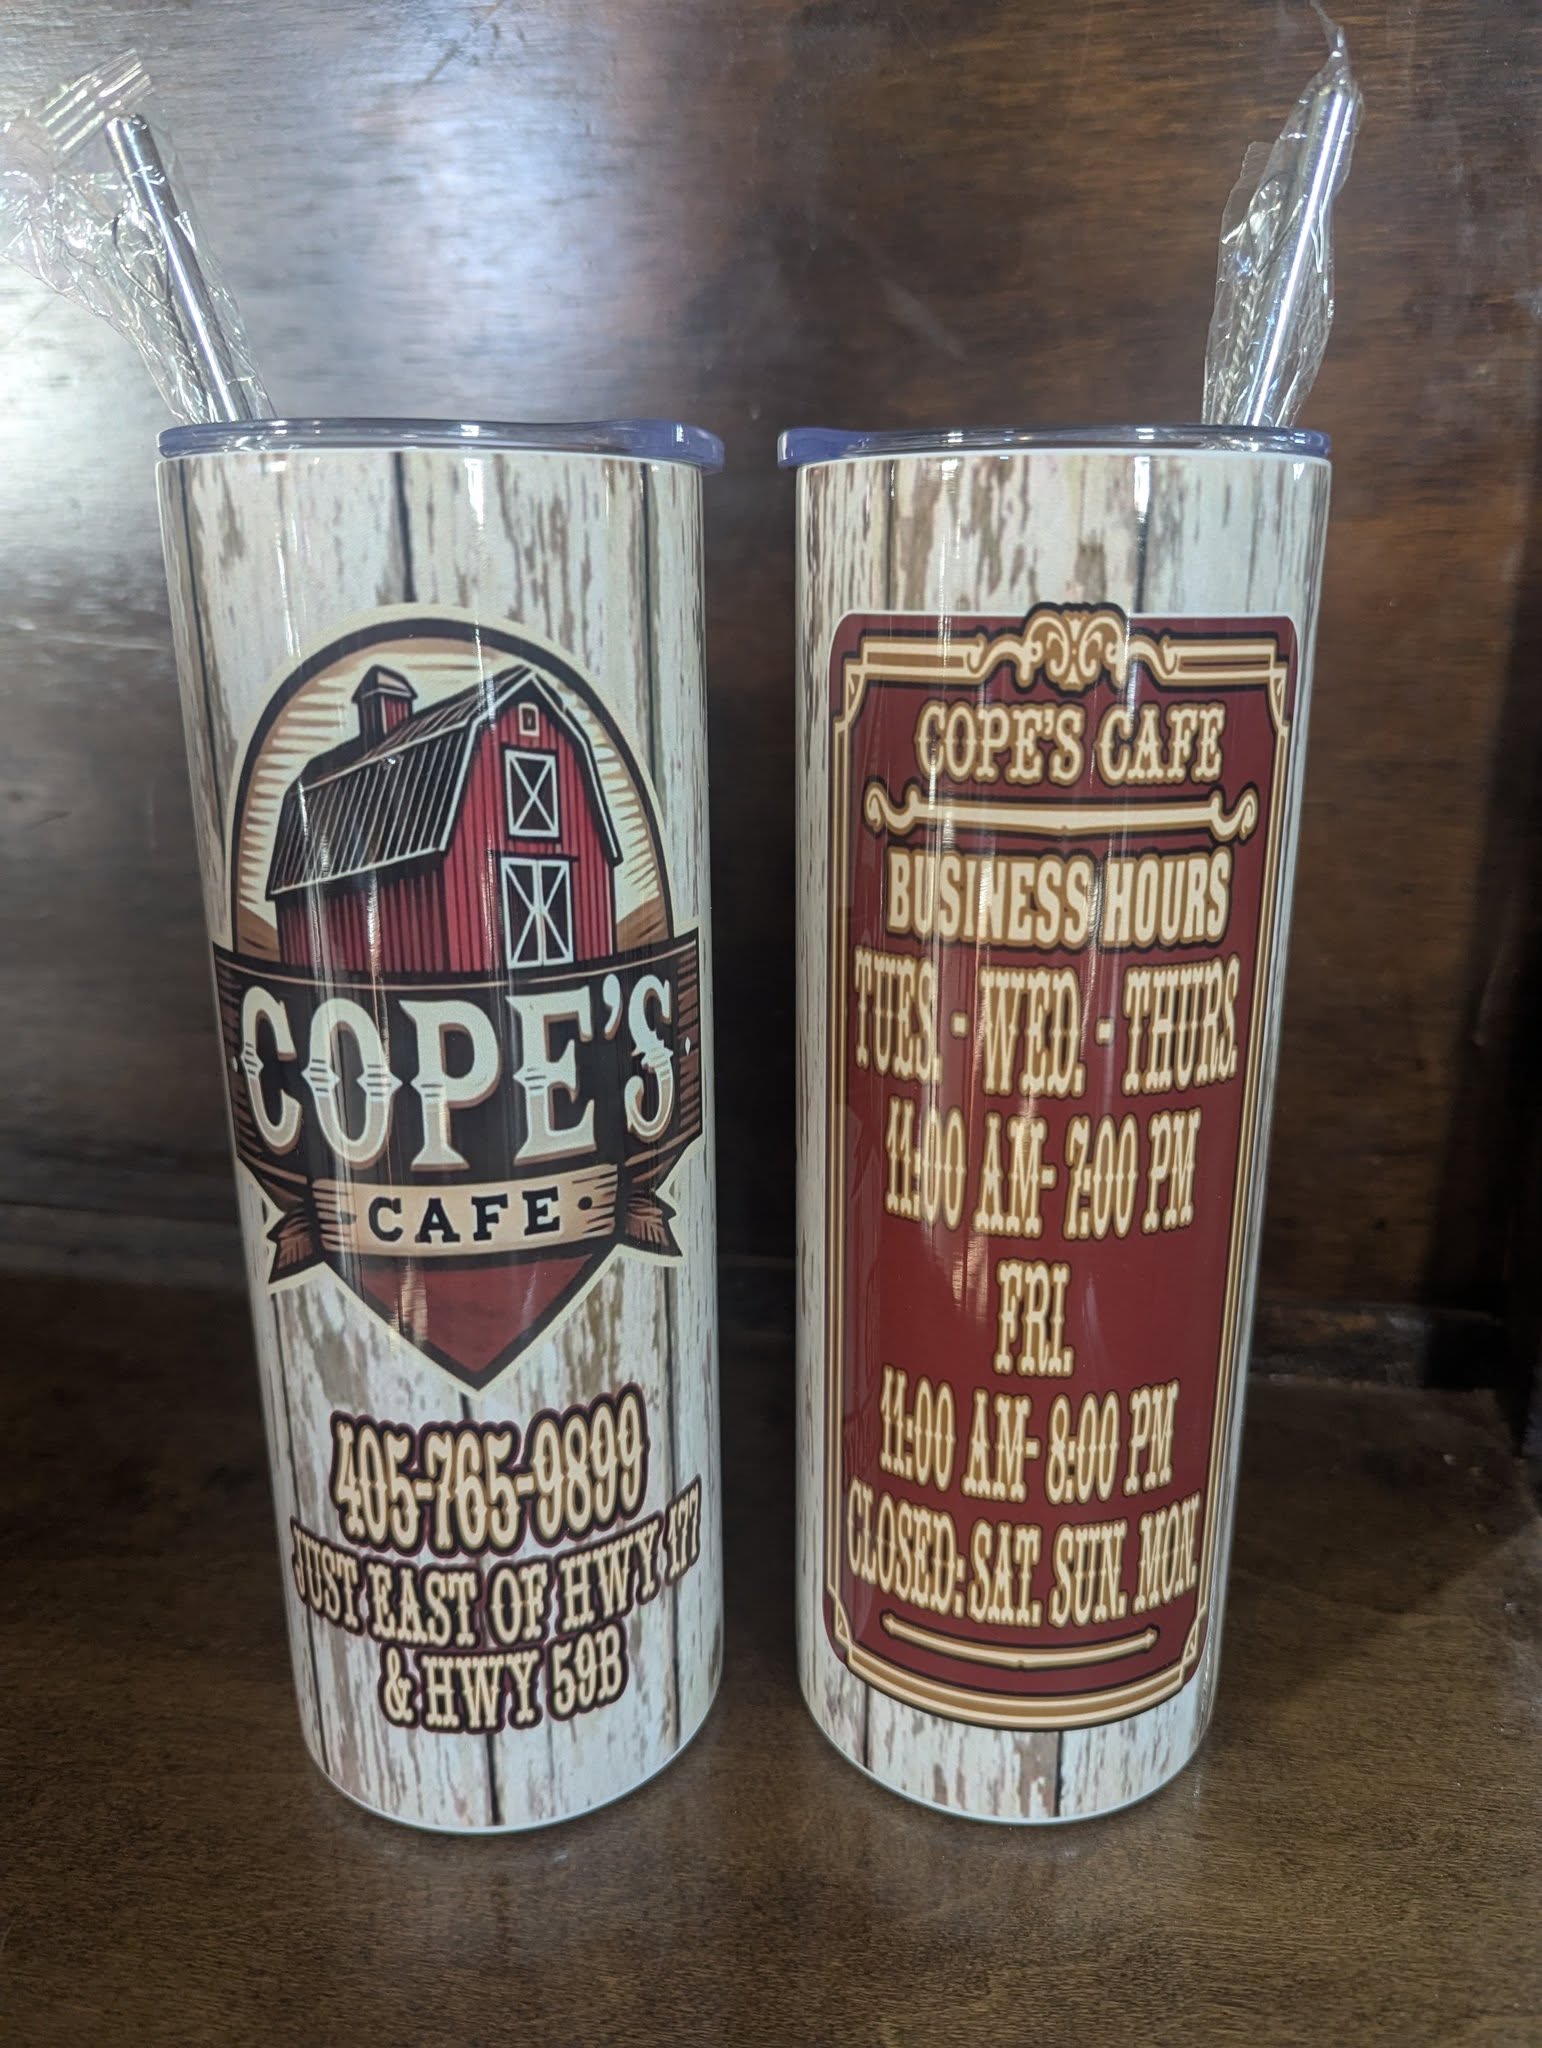 COPE'S
CAFE
405-765-9899
JUST EAST OF HWY 177
& HWY 59B
COPE'S CAFE
BUSINESS HOURS
TUES. - WED. - THURS.
11:00 AM- 7:00 PM
FRI.
11:00 AM- 8:00 PM
CLOSED: SAT. SUN. MON.